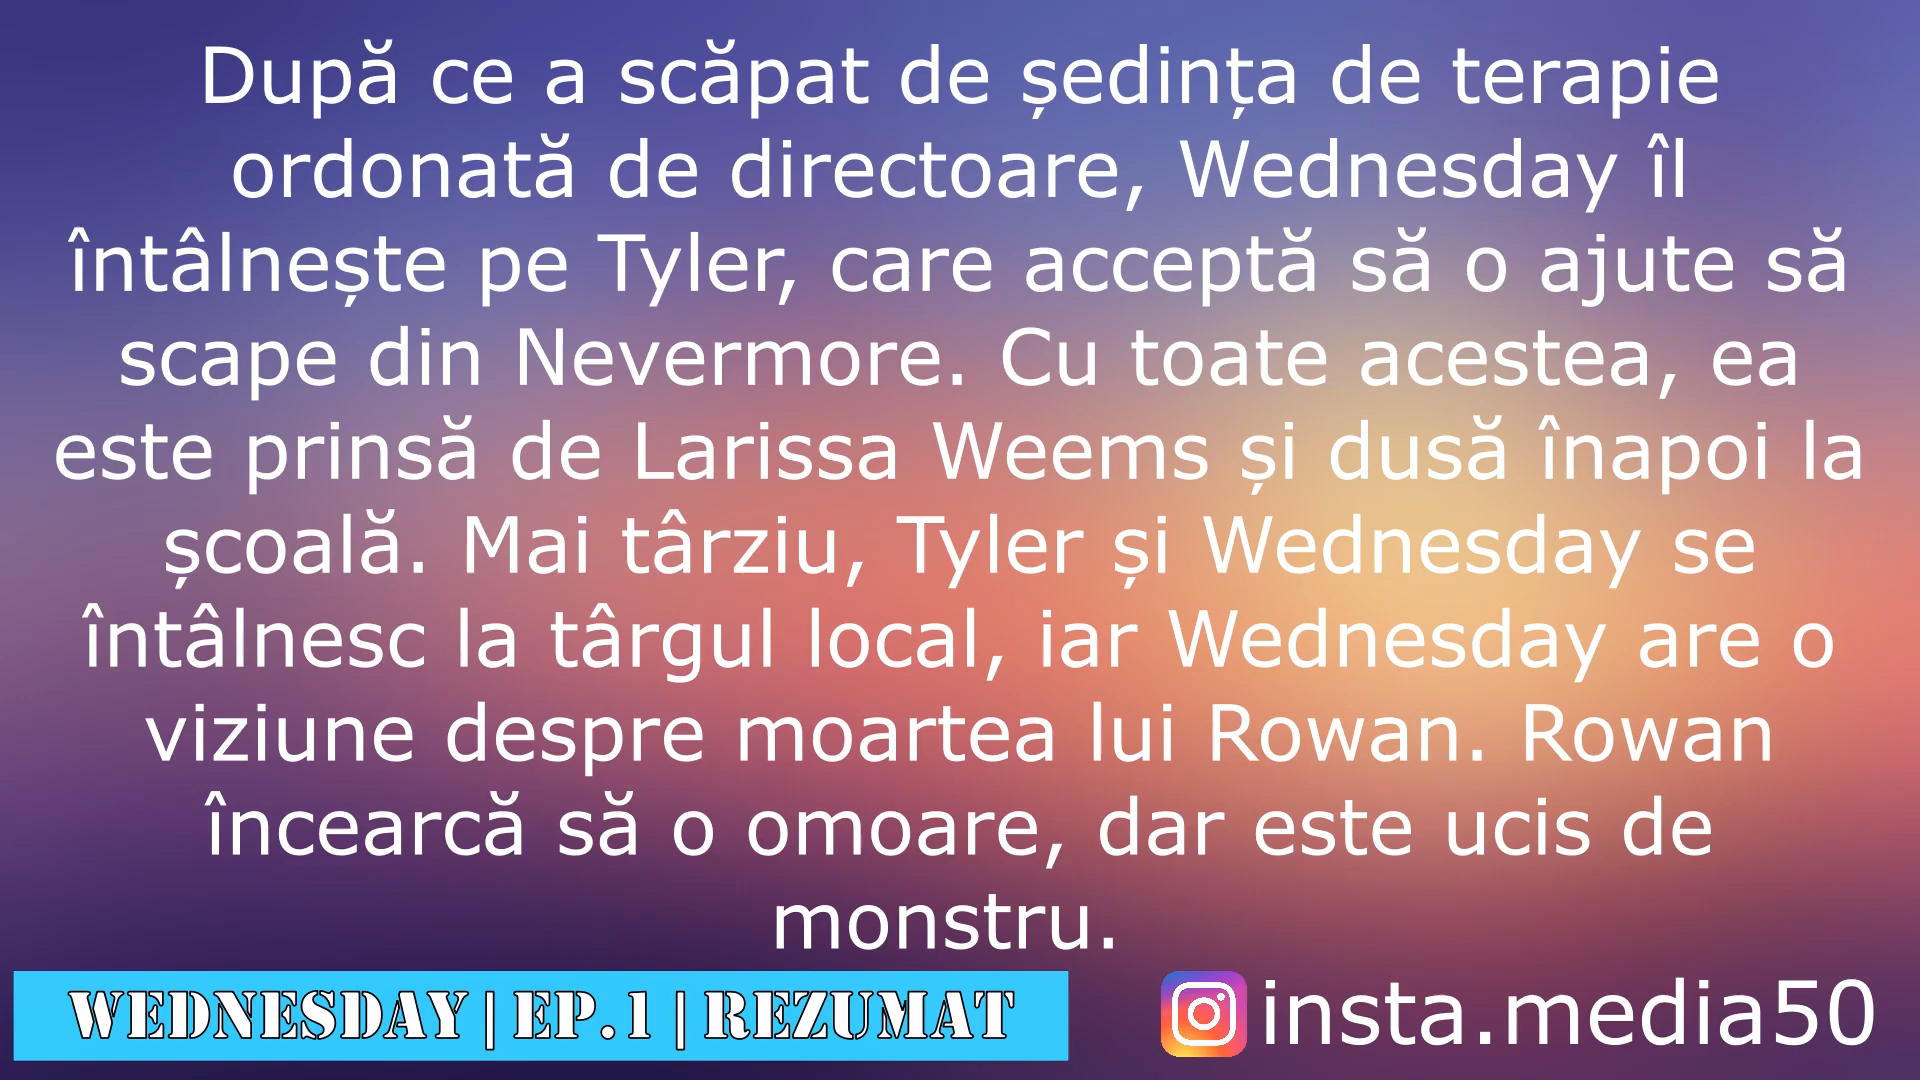 După ce a scăpat de ședința de terapie
ordonată de directoare, Wednesday îl
întâlnește pe Tyler, care acceptă să o ajute să
scape din Nevermore. Cu toate acestea, ea
este prinsă de Larissa Weems și dusă înapoi la
școală. Mai târziu, Tyler și Wednesday se
întâlnesc la târgul local, iar Wednesday are o
viziune despre moartea lui Rowan. Rowan
încearcă să o omoare, dar este ucis de
monstru.
WEDNESDAY | EP.1 | REZUMAT
insta.media50